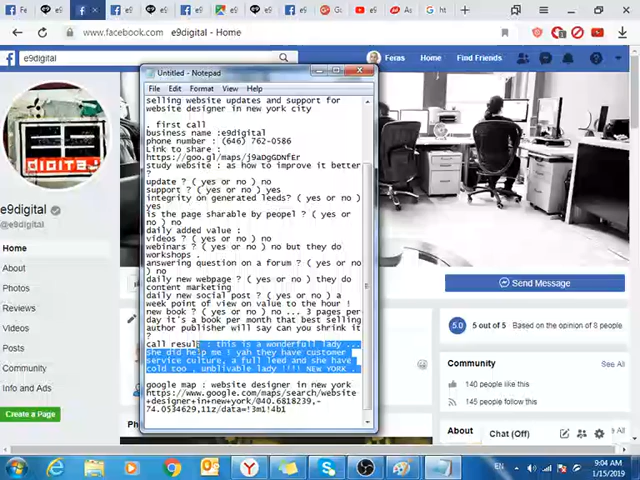 www.facebook.com e9digital - Home
e9digital
Feras
Home
Find Friends
Untitled - Notepad
File Edit Format View Help
selling website updates and support for
website designer in new york city
. first call
business name :e9digital
phone number : (646) 762-0586
Link to share :
https://goo.gl/maps/j9aDgGDNfEr
study website : as how to improve it better
?
update ? ( yes or no ) no
support ? ( yes or no ) yes
integrity on generated leeds? ( yes or no )
yes
is the page sharable by peopel ? ( yes or
no ) no
daily added value :
videos ? ( yes or no ) no
webinars ? ( yes or no ) no but they do
workshops .
answering question on a forum ? ( yes or no
) no
daily new webpage ? ( yes or no ) they do
content marketing
daily new social post ? ( yes or no ) a
week point of view on value to the hour !
new book ? ( yes or no ) no ... 3 pages per
day it's a book per month that best selling
author publisher will say can you shrink it
?
call result : this is a wonderfull lady ...
she did help me ! yah they have customer
service culture, a full leed and she have
cold too , unblivable lady !!!! NEW YORK .
google map : website designer in new york
https://www.google.com/maps/search/website
+designer+in+new+york/@40.6818239,-
74.0534629,11z/data=!3m1!4b1
digital
e9digital
@e9digital
Home
About
Photos
Reviews
Videos
Posts
Community
Info and Ads
Create a Page
Send Message
5.0 5 out of 5 Based on the opinion of 8 people
Community See All
140 people like this
145 people follow this
About
See All
Chat (Off)
EN
9:04 AM
1/15/2019